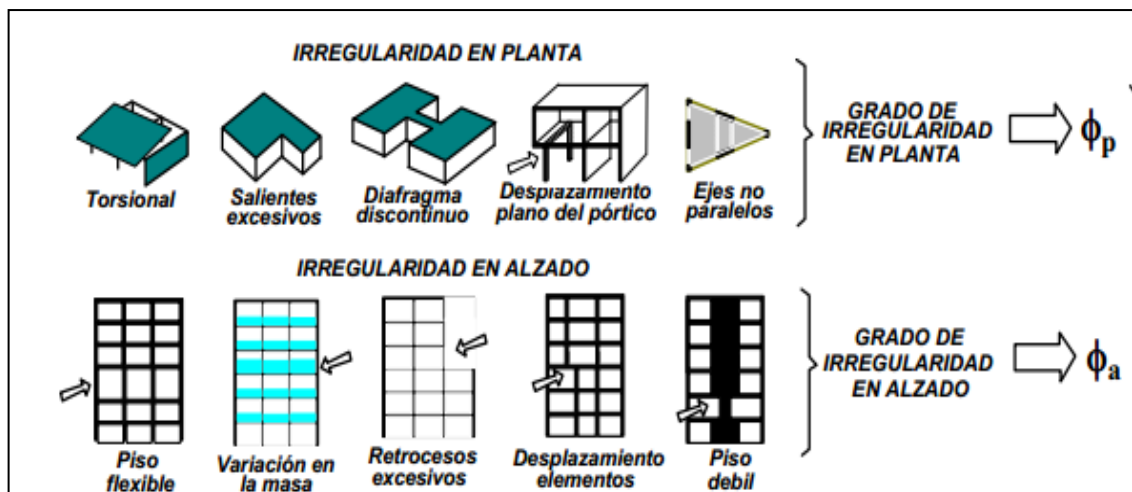 IRREGULARIDAD EN PLANTA
Torsional
Salientes
excesivos
Diafragma
discontinuo
Desplazamiento
plano del pórtico
Ejes no
paralelos
GRADO DE
IRREGULARIDAD
EN PLANTA
ϕp
IRREGULARIDAD EN ALZADO
Piso
flexible
Variación en
la masa
Retrocesos
excesivos
Desplazamiento
elementos
Piso
debil
GRADO DE
IRREGULARIDAD
EN ALZADO
ϕa